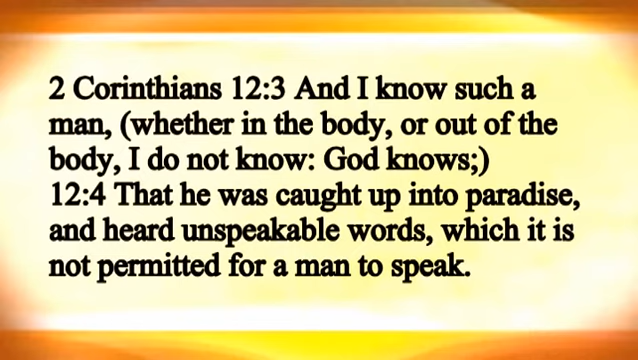 2 Corinthians 12:3 And I know such a
man, (whether in the body, or out of the
body, I do not know: God knows;)
12:4 That he was caught up into paradise,
and heard unspeakable words, which it is
not permitted for a man to speak.